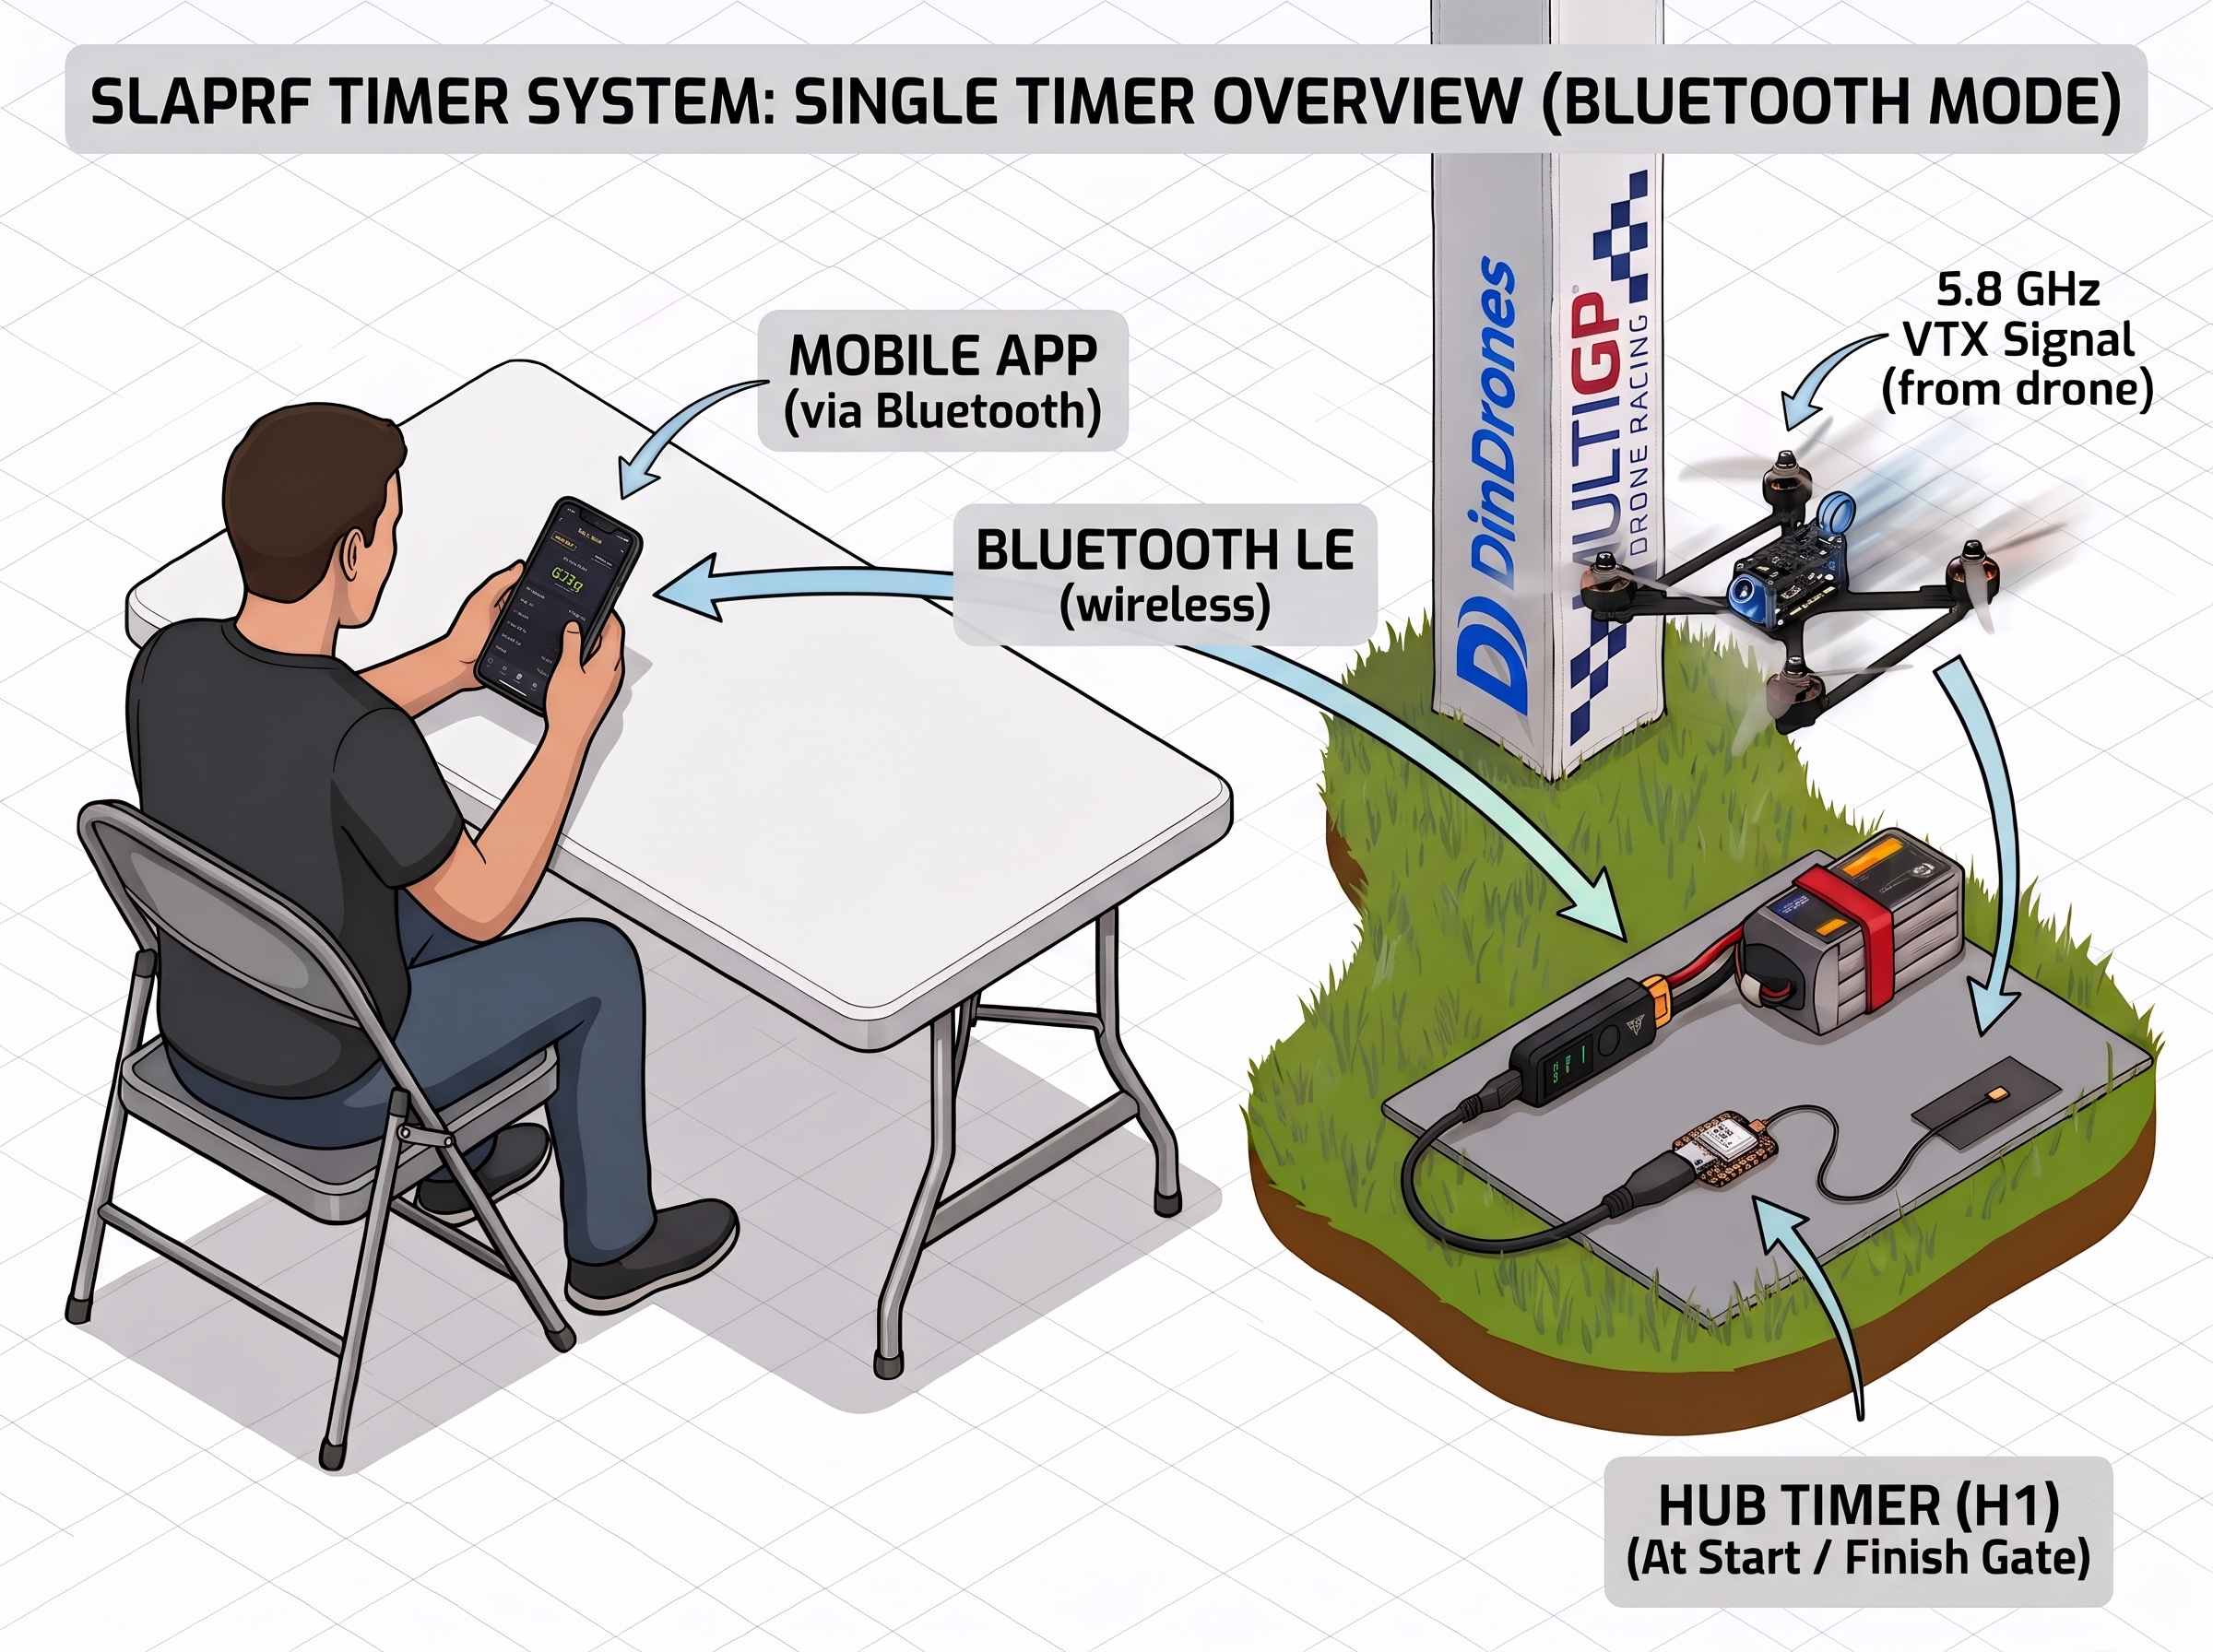 SLAPRF TIMER SYSTEM: SINGLE TIMER OVERVIEW (BLUETOOTH MODE)
MOBILE APP
(via Bluetooth)
BLUETOOTH LE
(wireless)
DinDrones
MULTIGP
DRONE RACING
5.8 GHz
VTX Signal
(from drone)
HUB TIMER (H1)
(At Start / Finish Gate)